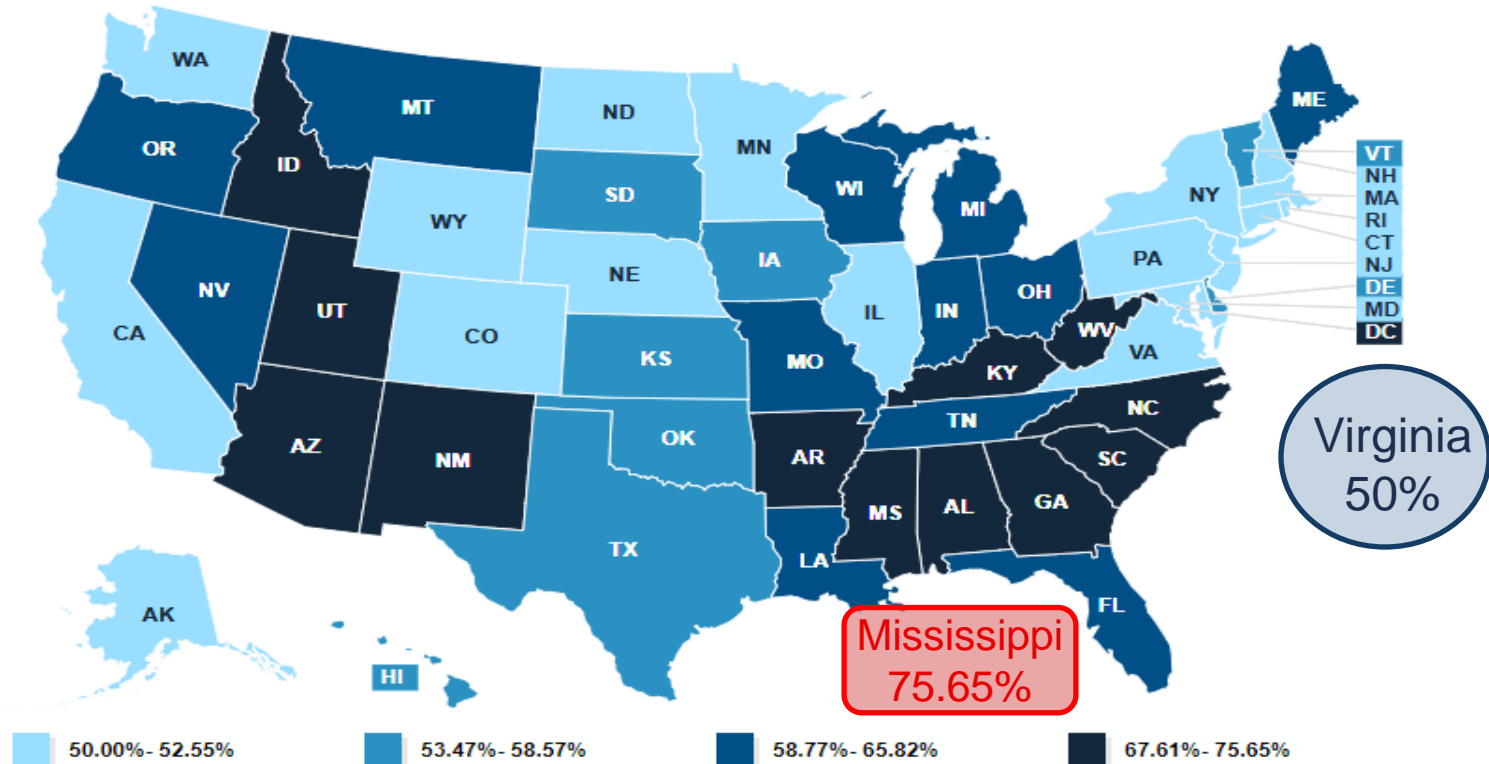 WA
MT
ND
MN
ME
OR
ID
SD
WI
MI
NY
VT
NH
MA
RI
CT
NJ
DE
MD
DC
WY
IA
PA
NE
NV
UT
CO
IL
IN
OH
WV
VA
CA
KS
MO
KY
NC
TN
AZ
NM
OK
AR
SC
MS
AL
GA
Virginia
50%
TX
LA
FL
AK
HI
Mississippi
75.65%
50.00%- 52.55%
53.47%- 58.57%
58.77%- 65.82%
67.61%- 75.65%